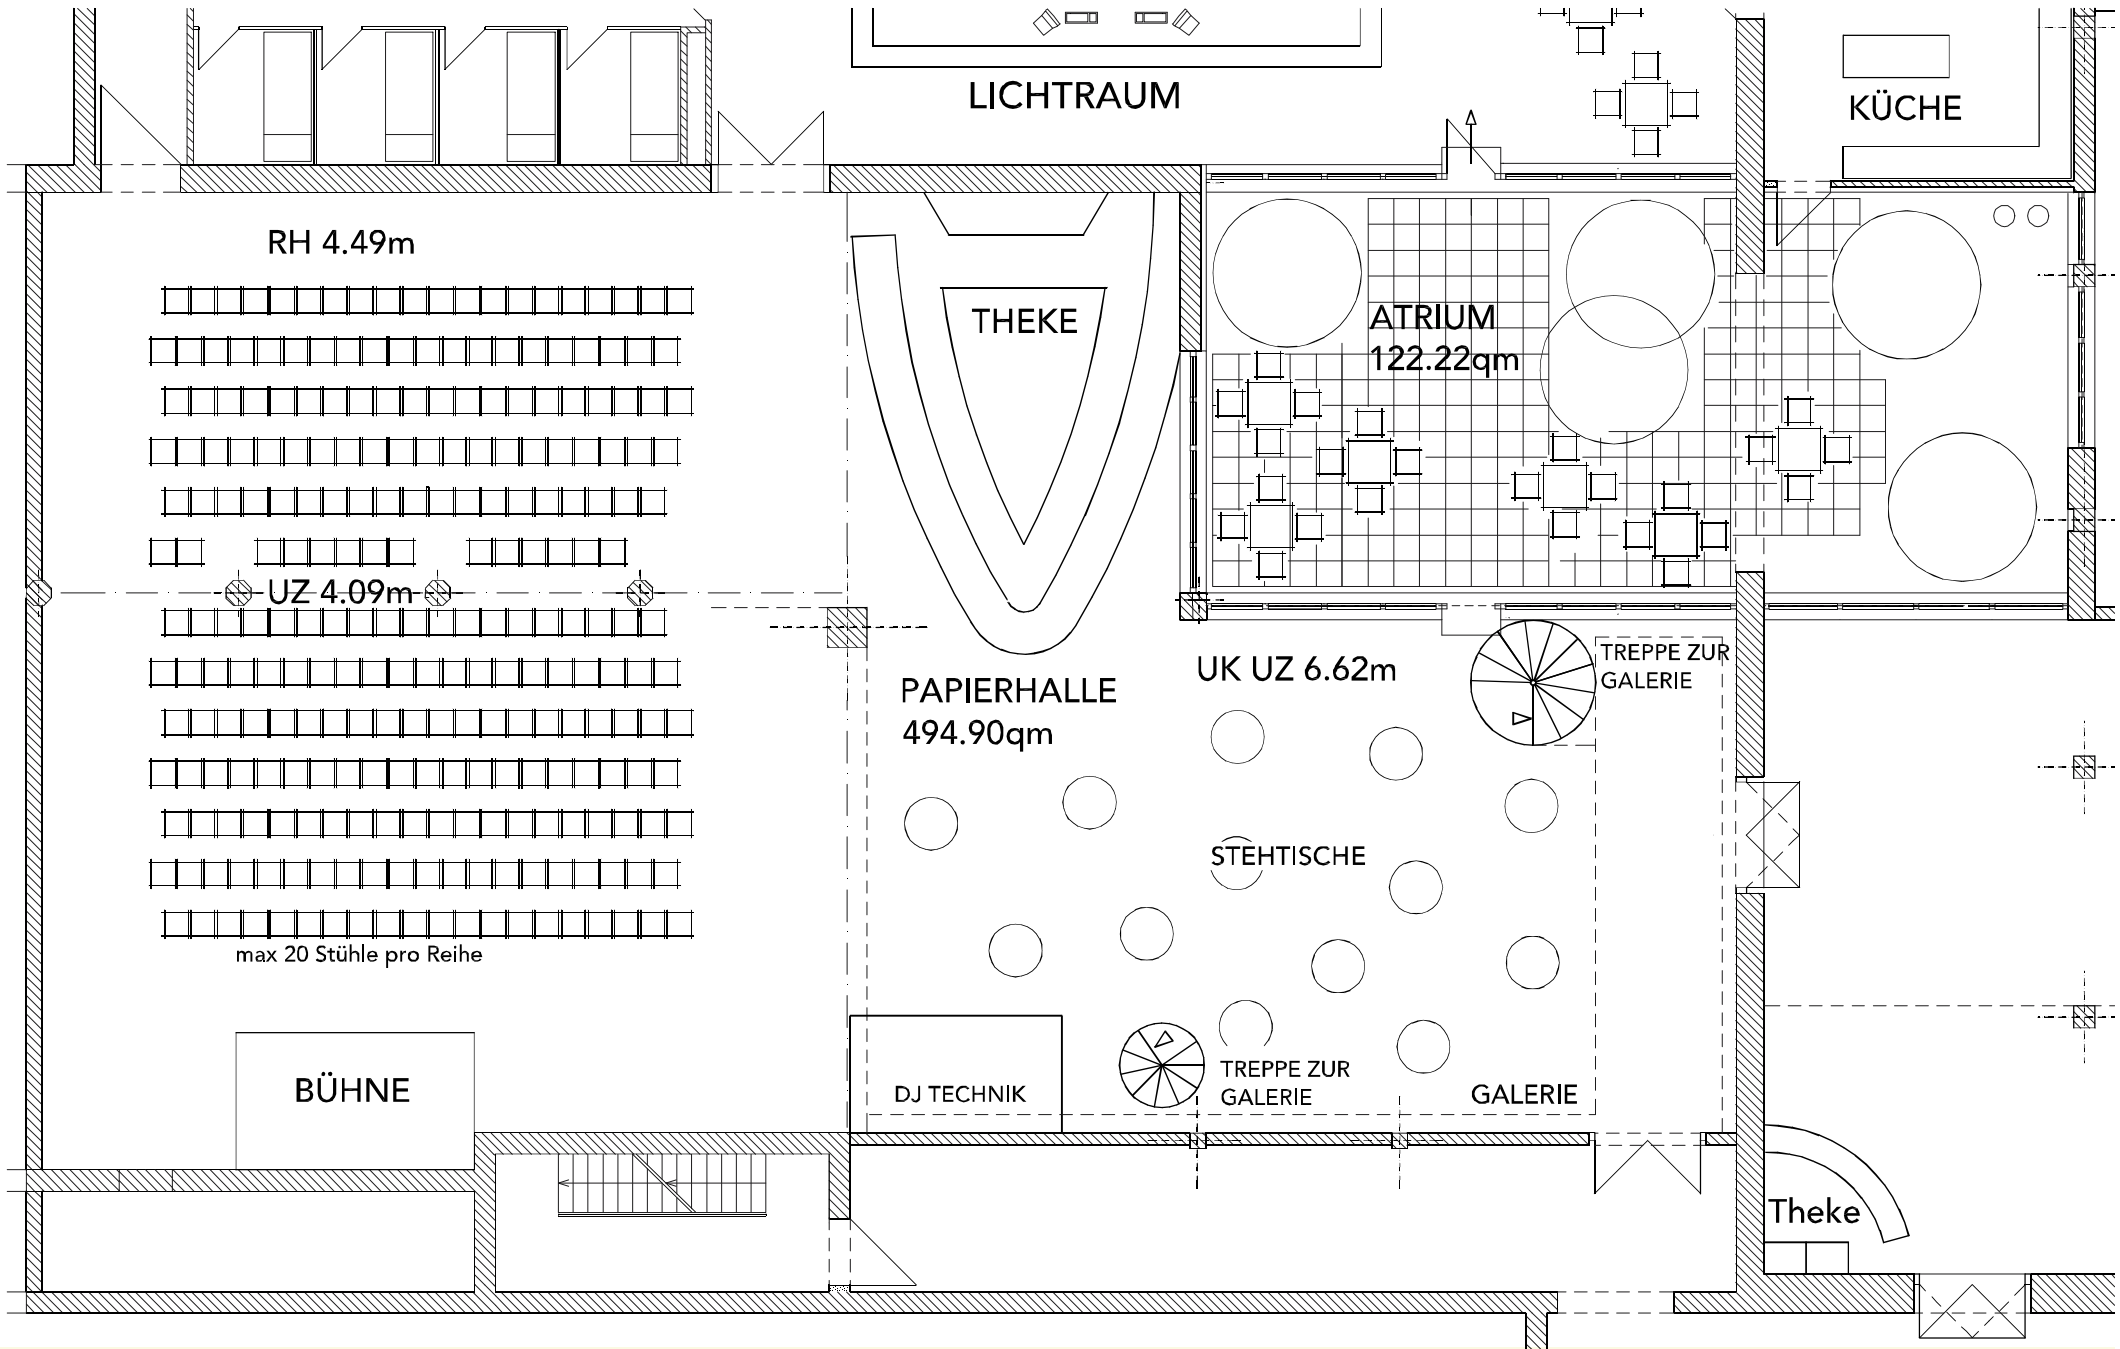 LICHTRAUM
KÜCHE
RH 4.49m
THEKE
ATRIUM
122.22qm
UZ 4.09m
PAPIERHALLE
494.90qm
UK UZ 6.62m
TREPPE ZUR
GALERIE
STEHTISCHE
max 20 Stühle pro Reihe
BÜHNE
DJ TECHNIK
TREPPE ZUR
GALERIE
GALERIE
Theke